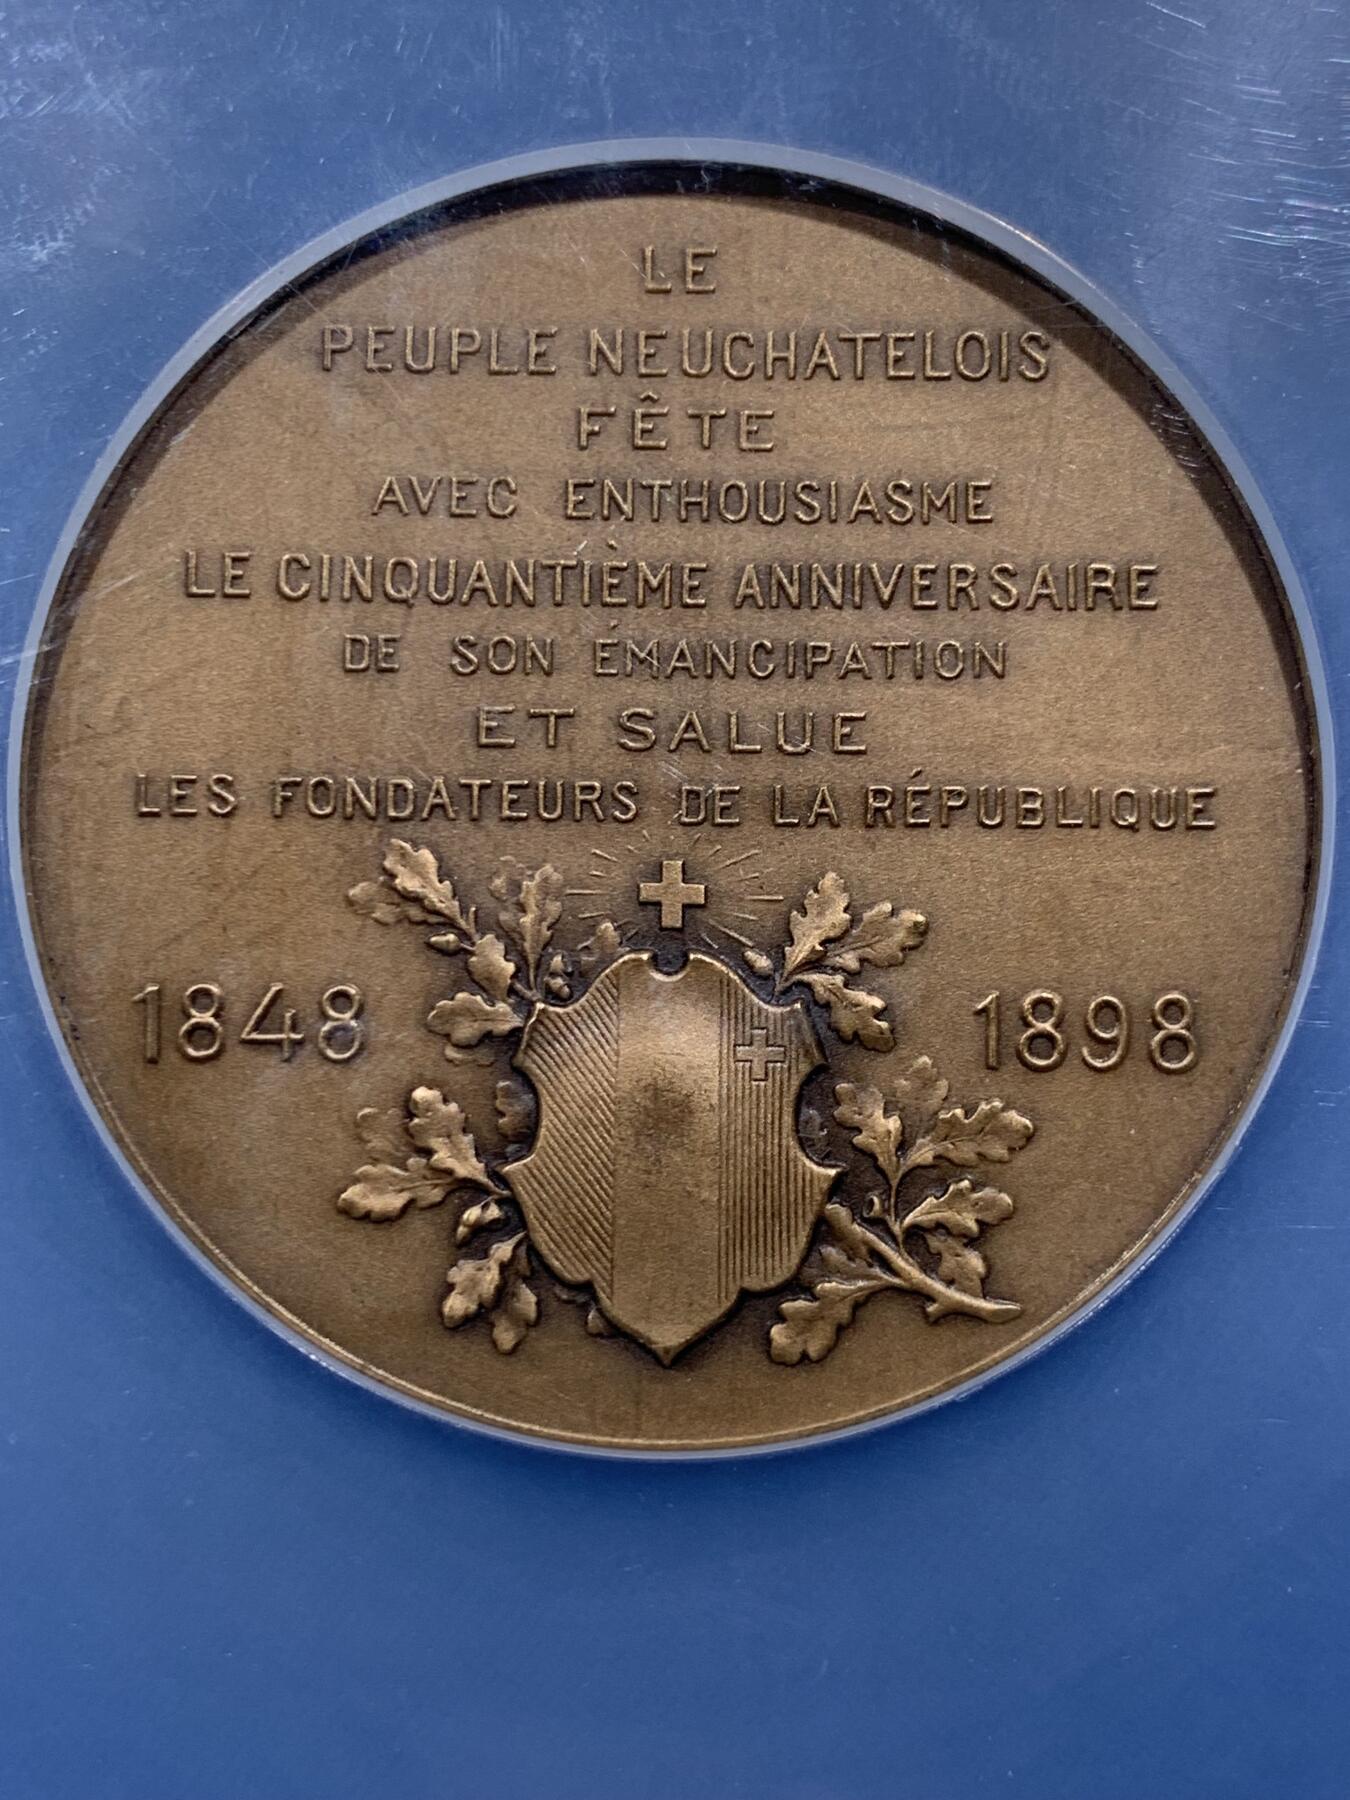 LE
PEUPLE NEUCHATELOIS
FÊTE
AVEC ENTHOUSIASME
LE CINQUANTIÈME ANNIVERSAIRE
DE SON ÉMANCIPATION
ET SALUE
LES FONDATEURS DE LA RÉPUBLIQUE
1848 1898